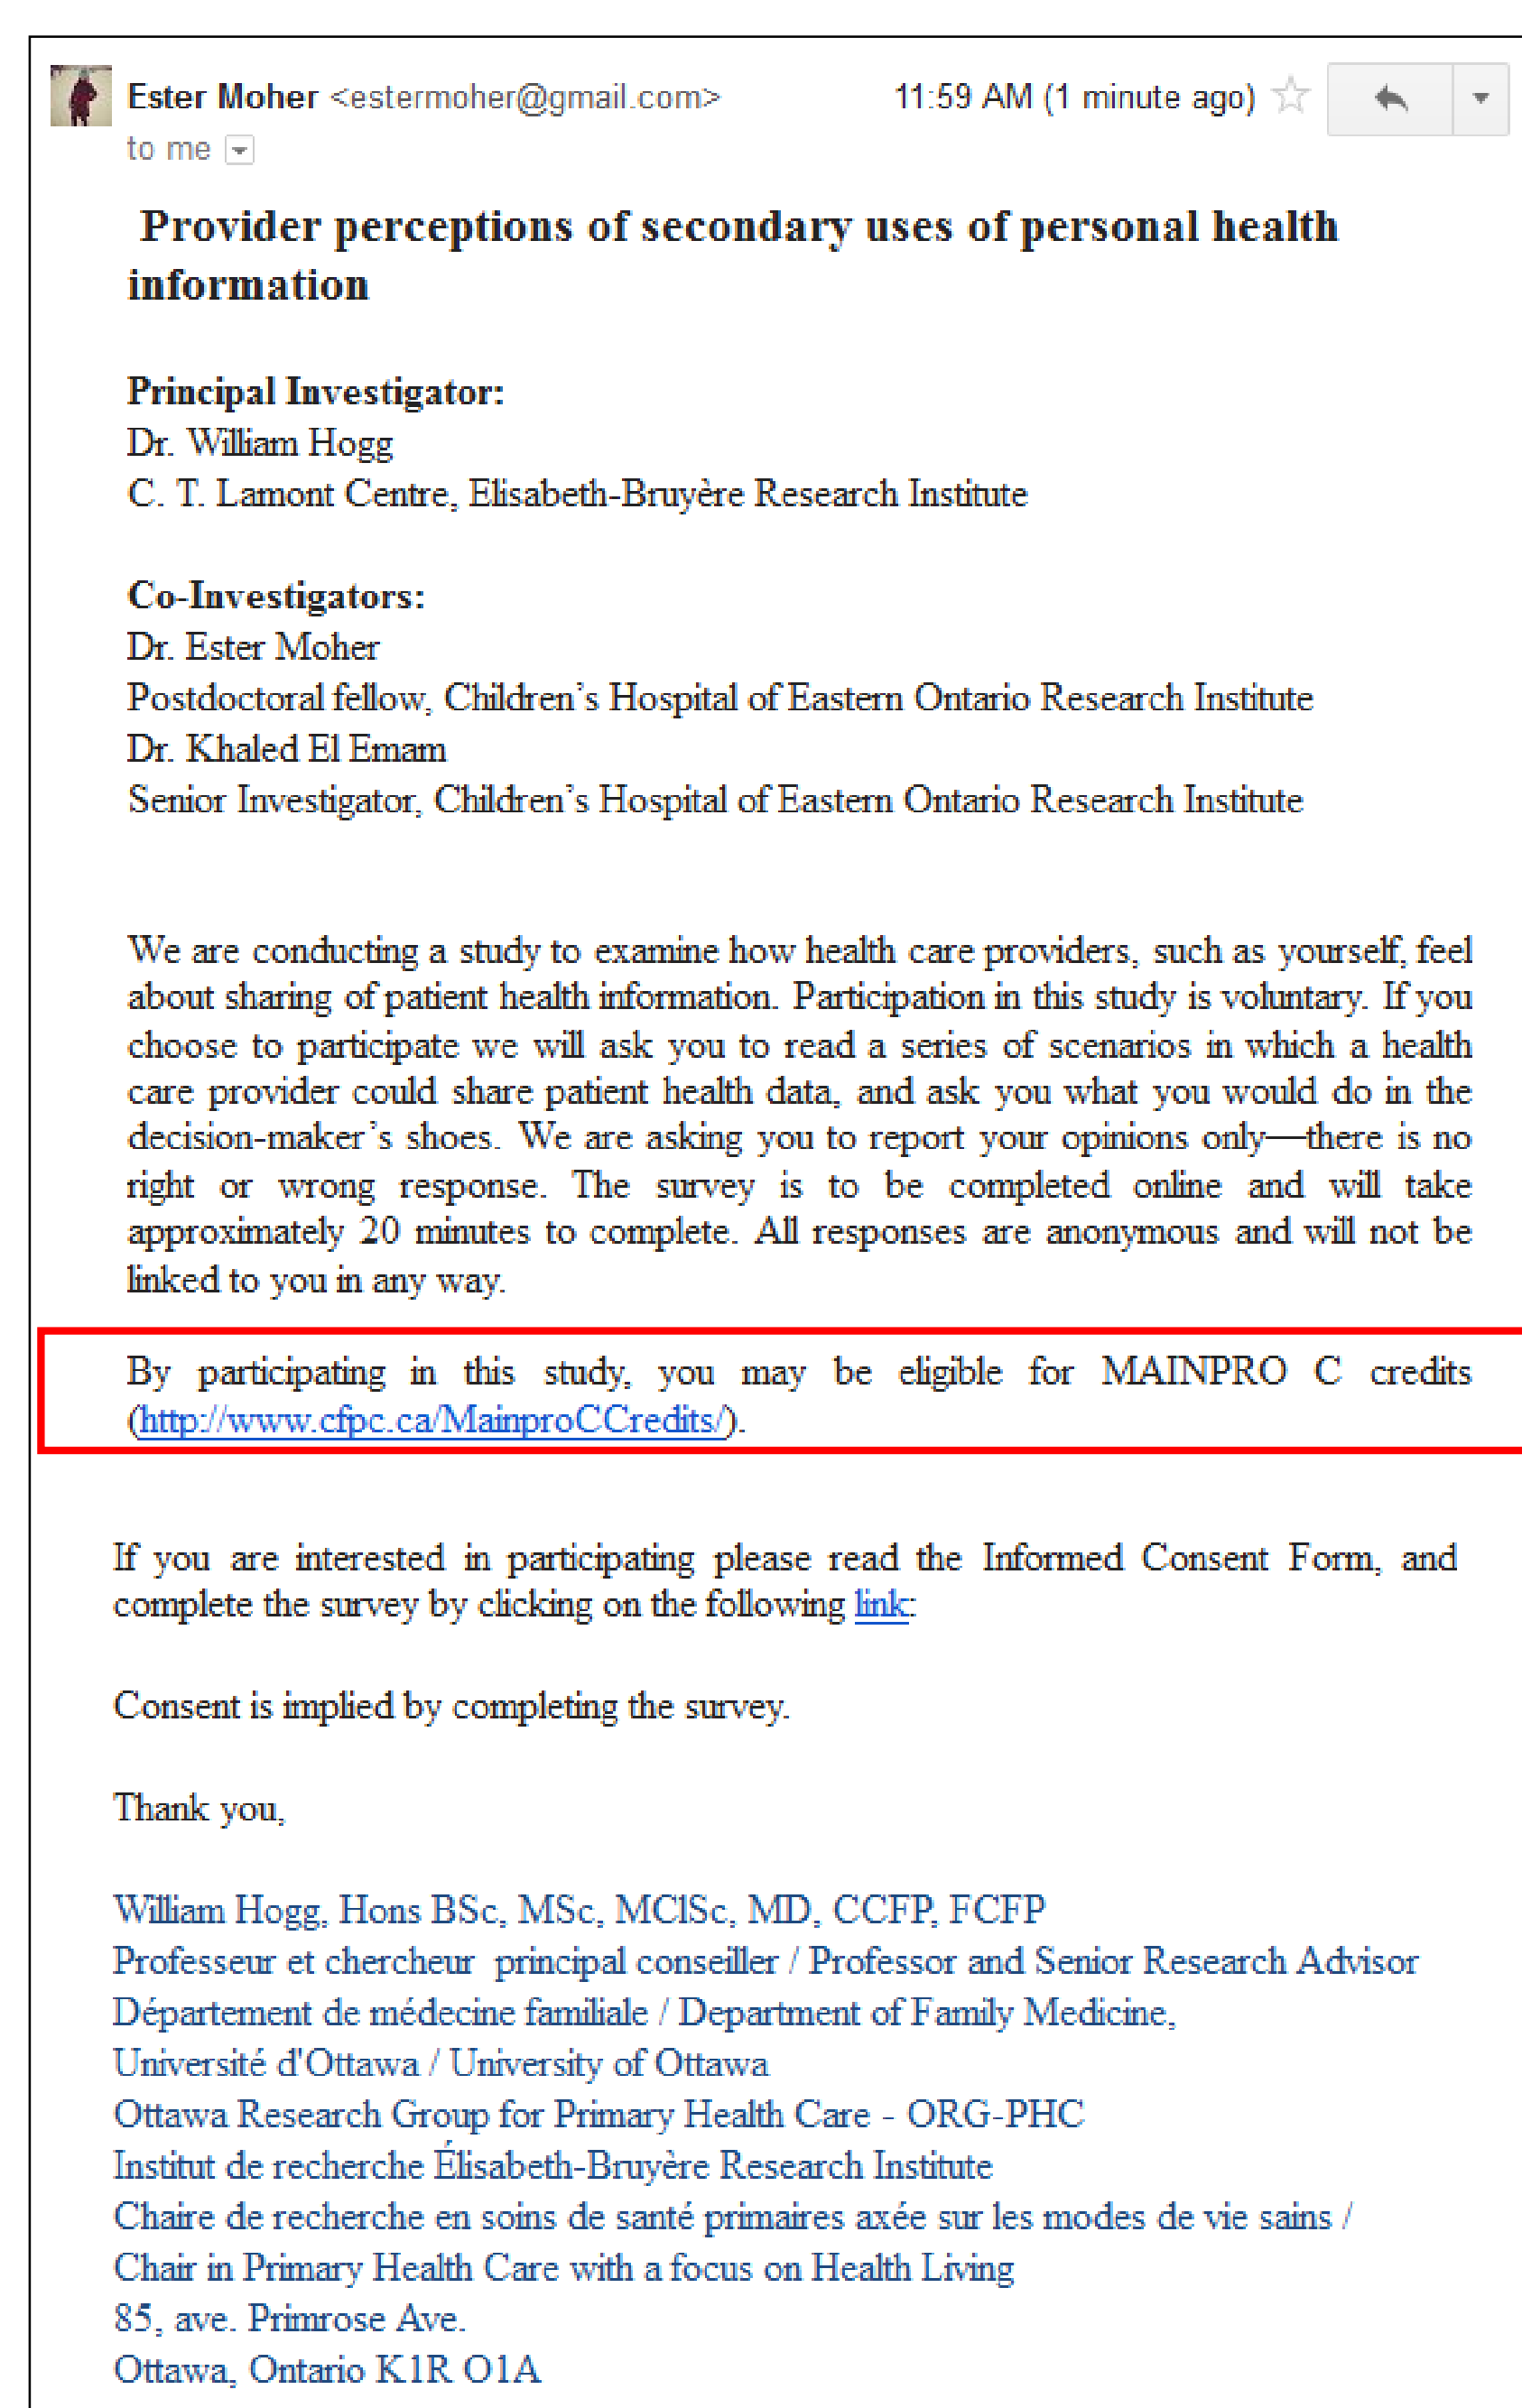 Ester Moher <estermoher@gmail.com> 11:59 AM (1 minute ago)
to me
Provider perceptions of secondary uses of personal health
information
Principal Investigator:
Dr. William Hogg
C. T. Lamont Centre, Elisabeth-Bruyère Research Institute
Co-Investigators:
Dr. Ester Moher
Postdoctoral fellow, Children’s Hospital of Eastern Ontario Research Institute
Dr. Khaled El Emam
Senior Investigator, Children’s Hospital of Eastern Ontario Research Institute
We are conducting a study to examine how health care providers, such as yourself, feel
about sharing of patient health information. Participation in this study is voluntary. If you
choose to participate we will ask you to read a series of scenarios in which a health
care provider could share patient health data, and ask you what you would do in the
decision-maker’s shoes. We are asking you to report your opinions only—there is no
right or wrong response. The survey is to be completed online and will take
approximately 20 minutes to complete. All responses are anonymous and will not be
linked to you in any way.
By participating in this study, you may be eligible for MAINPRO C credits
(http://www.cfpc.ca/MainproCCredits/).
If you are interested in participating please read the Informed Consent Form, and
complete the survey by clicking on the following link:
Consent is implied by completing the survey.
Thank you,
William Hogg, Hons BSc, MSc, MClSc, MD, CCFP, FCFP
Professeur et chercheur principal conseiller / Professor and Senior Research Advisor
Département de médecine familiale / Department of Family Medicine,
Université d'Ottawa / University of Ottawa
Ottawa Research Group for Primary Health Care - ORG-PHC
Institut de recherche Élisabeth-Bruyère Research Institute
Chaire de recherche en soins de santé primaires axée sur les modes de vie sains /
Chair in Primary Health Care with a focus on Health Living
85, ave. Primrose Ave.
Ottawa, Ontario K1R O1A